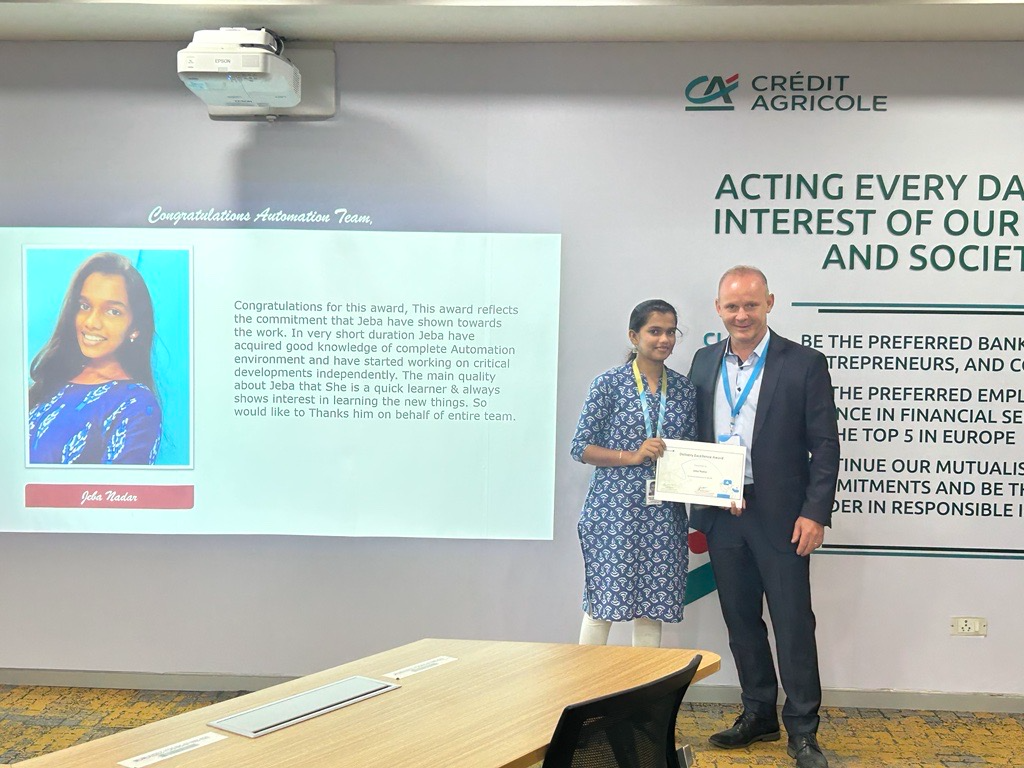 EPSON
CRÉDIT
AGRICOLE
ACTING EVERY DA
INTEREST OF OUR
AND SOCIET
Congratulations Automation Team,
Congratulations for this award, This award reflects
the commitment that Jeba have shown towards
the work. In very short duration Jeba have
acquired good knowledge of complete Automation
environment and have started working on critical
developments independently. The main quality
about Jeba that She is a quick learner & always
shows interest in learning the new things. So
would like to Thanks him on behalf of entire team.
Jeba Nadar
BE THE PREFERRED BANK
TREPRENEURS, AND CO
THE PREFERRED EMPL
NCE IN FINANCIAL SE
HE TOP 5 IN EUROPE
TINUE OUR MUTUALIS
MITMENTS AND BE TH
DER IN RESPONSIBLE I
Excellence Award